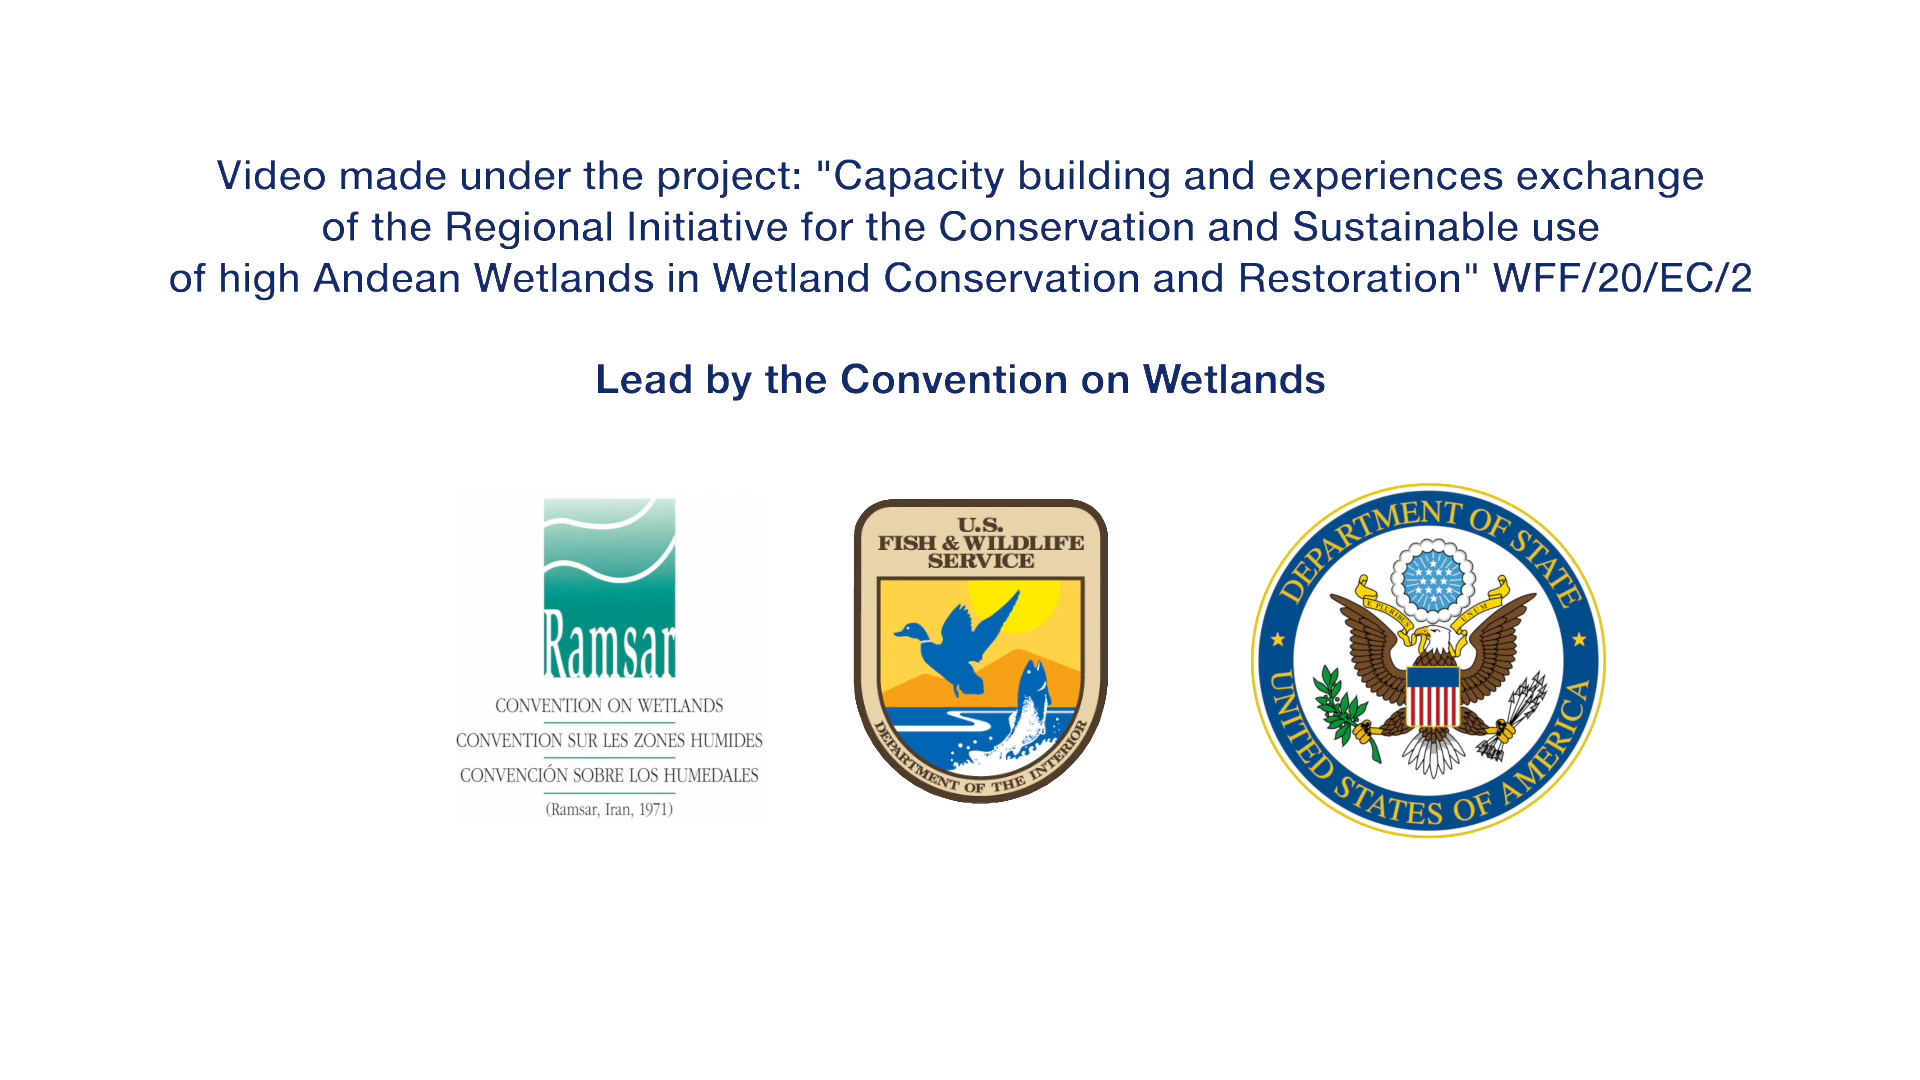 Video made under the project: "Capacity building and experiences exchange
of the Regional Initiative for the Conservation and Sustainable use
of high Andean Wetlands in Wetland Conservation and Restoration" WFF/20/EC/2
Lead by the Convention on Wetlands
Ramsar
CONVENTION ON WETLANDS
CONVENTION SUR LES ZONES HUMIDES
CONVENCIÓN SOBRE LOS HUMEDALES
(Ramsar, Iran, 1971)
U.S.
FISH & WILDLIFE
SERVICE
DEPARTMENT OF THE INTERIOR
DEPARTMENT OF STATE
E PLURIBUS UNUM
UNITED STATES OF AMERICA